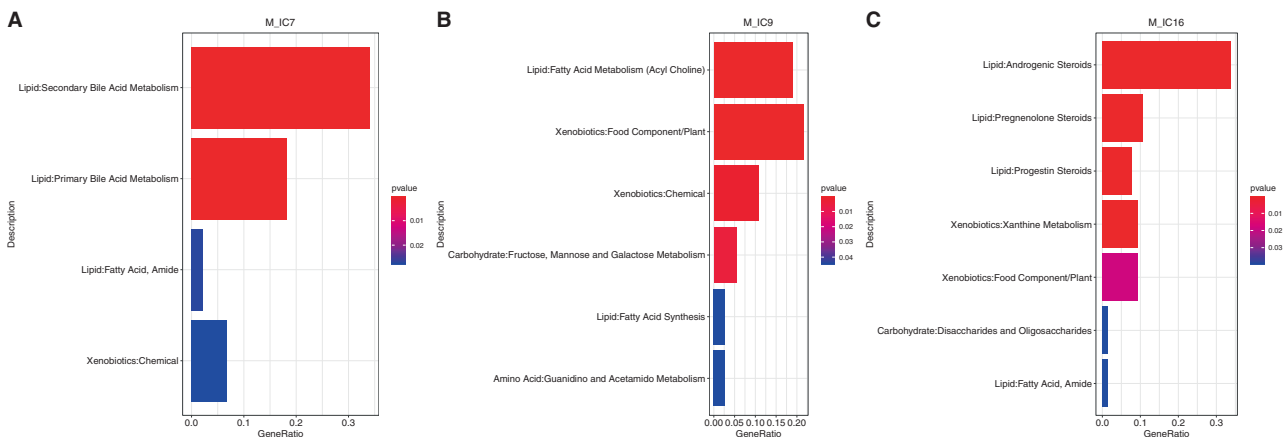 A
M_IC7
Description
Lipid:Secondary Bile Acid Metabolism
Lipid:Primary Bile Acid Metabolism
Lipid:Fatty Acid, Amide
Xenobiotics:Chemical
0.0 0.1 0.2 0.3
GeneRatio
pvalue
0.01
0.02
B
M_IC9
Description
Lipid:Fatty Acid Metabolism (Acyl Choline)
Xenobiotics:Food Component/Plant
Xenobiotics:Chemical
Carbohydrate:Fructose, Mannose and Galactose Metabolism
Lipid:Fatty Acid Synthesis
Amino Acid:Guanidino and Acetamido Metabolism
0.00 0.05 0.10 0.15 0.20
GeneRatio
pvalue
0.01
0.02
0.03
0.04
C
M_IC16
Description
Lipid:Androgenic Steroids
Lipid:Pregnenolone Steroids
Lipid:Progestin Steroids
Xenobiotics:Xanthine Metabolism
Xenobiotics:Food Component/Plant
Carbohydrate:Disaccharides and Oligosaccharides
Lipid:Fatty Acid, Amide
0.0 0.1 0.2 0.3
GeneRatio
pvalue
0.01
0.02
0.03